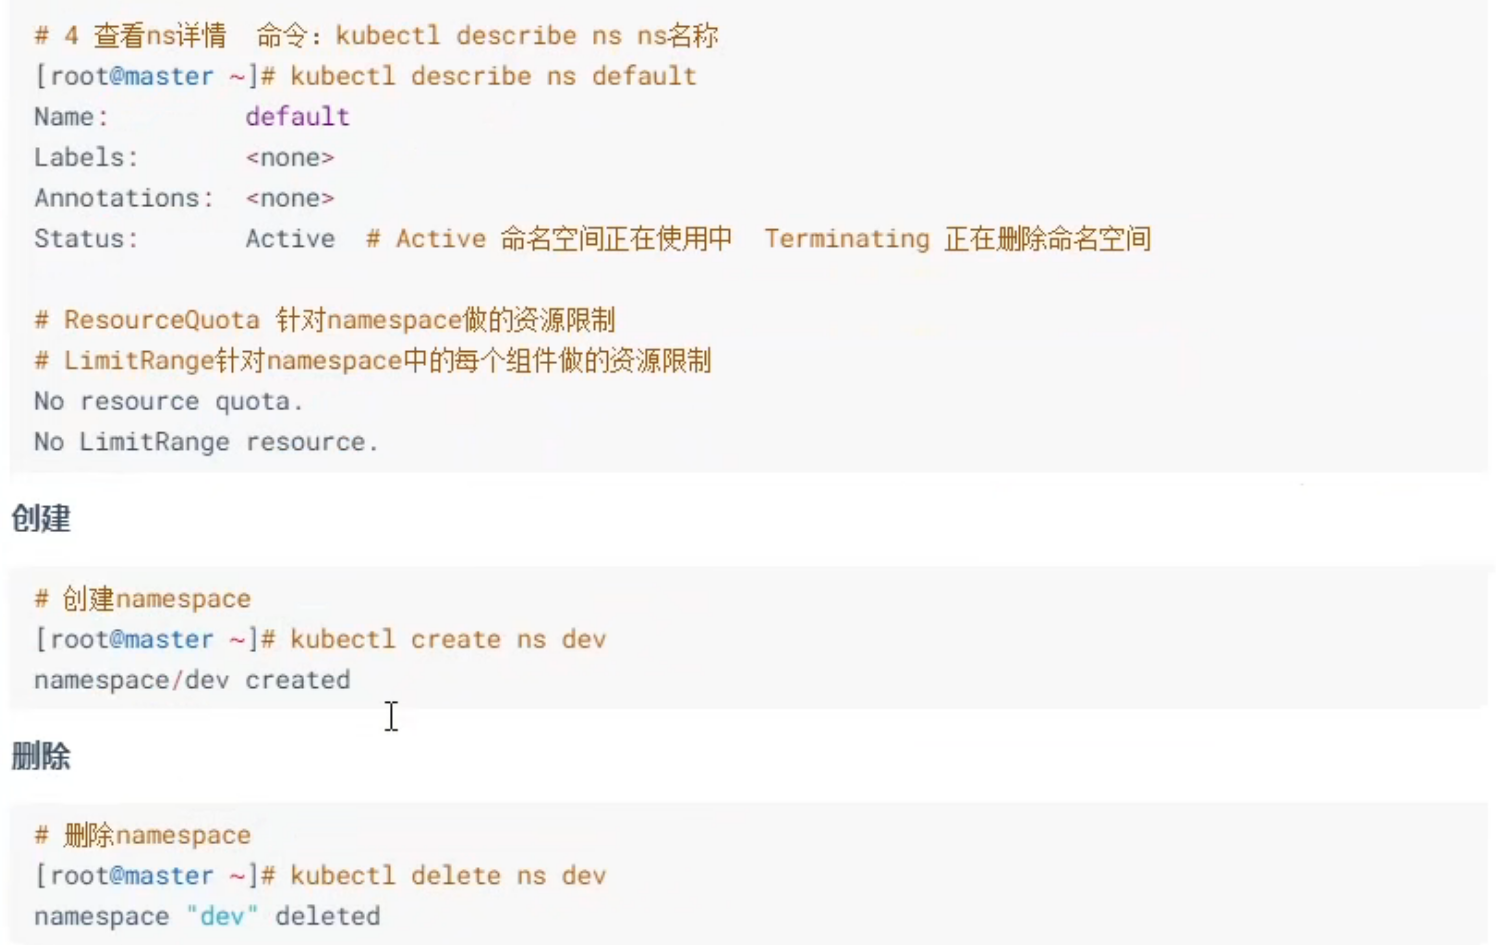 # 4 查看ns详情  命令：kubectl describe ns ns名称
[root@master ~]# kubectl describe ns default
Name:         default
Labels:       <none>
Annotations:  <none>
Status:       Active  # Active 命名空间正在使用中  Terminating 正在删除命名空间
# ResourceQuota 针对namespace做的资源限制
# LimitRange针对namespace中的每个组件做的资源限制
No resource quota.
No LimitRange resource.
创建
# 创建namespace
[root@master ~]# kubectl create ns dev
namespace/dev created
删除
# 删除namespace
[root@master ~]# kubectl delete ns dev
namespace "dev" deleted